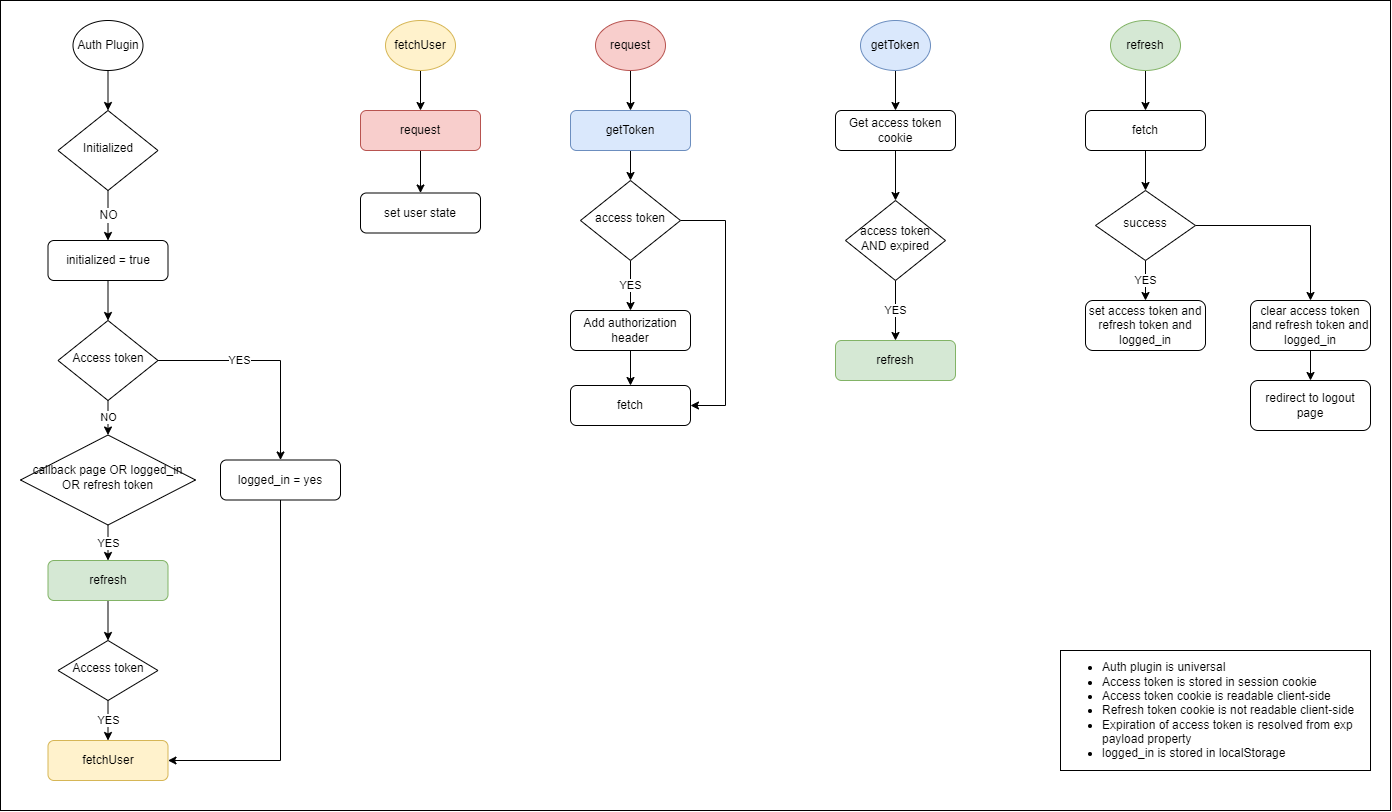 Auth Plugin
Initialized
NO
initialized = true
Access token
YES
NO
callback page OR logged_in
OR refresh token
logged_in = yes
YES
refresh
Access token
YES
fetchUser
fetchUser
request
set user state
request
getToken
access token
YES
Add authorization
header
fetch
getToken
Get access token
cookie
access token
AND expired
YES
refresh
refresh
fetch
success
YES
set access token and
refresh token and
logged_in
clear access token
and refresh token and
logged_in
redirect to logout
page
• Auth plugin is universal
• Access token is stored in session cookie
• Access token cookie is readable client-side
• Refresh token cookie is not readable client-side
• Expiration of access token is resolved from exp
payload property
• logged_in is stored in localStorage